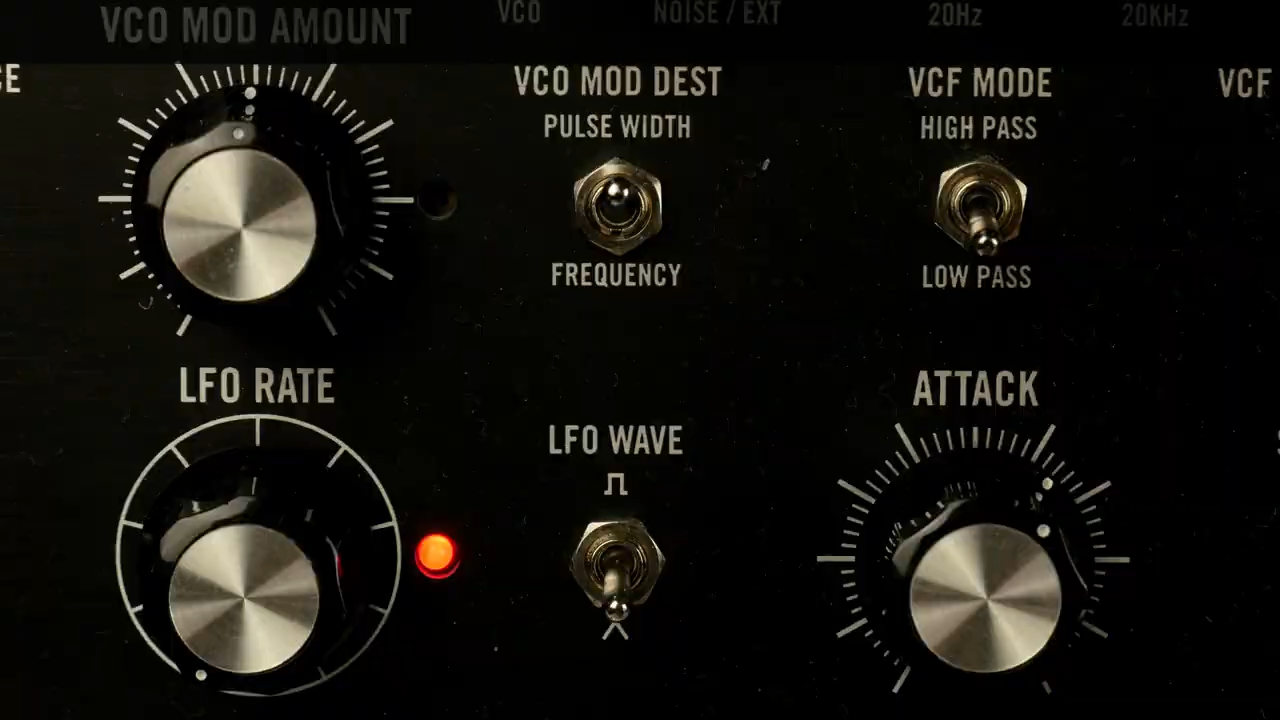 VCO MOD AMOUNT
VCO
NOISE / EXT
20Hz
20KHz
CE
VCO MOD DEST
PULSE WIDTH
FREQUENCY
VCF MODE
HIGH PASS
LOW PASS
VCF
LFO RATE
LFO WAVE
ATTACK